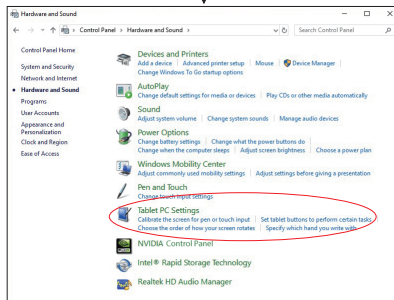 Hardware and Sound
Control Panel > Hardware and Sound >
Search Control Panel
Control Panel Home
System and Security
Network and Internet
Hardware and Sound
Programs
User Accounts
Appearance and
Personalization
Clock and Region
Ease of Access
Devices and Printers
Add a device | Advanced printer setup | Mouse | Device Manager |
Change Windows To Go startup options
AutoPlay
Change default settings for media or devices | Play CDs or other media automatically
Sound
Adjust system volume | Change system sounds | Manage audio devices
Power Options
Change battery settings | Change what the power buttons do |
Change when the computer sleeps | Adjust screen brightness | Choose a power plan
Windows Mobility Center
Adjust commonly used mobility settings | Adjust settings before giving a presentation
Pen and Touch
Change touch input settings
Tablet PC Settings
Calibrate the screen for pen or touch input | Set tablet buttons to perform certain tasks
Choose the order of how your screen rotates | Specify which hand you write with
NVIDIA Control Panel
Intel® Rapid Storage Technology
Realtek HD Audio Manager